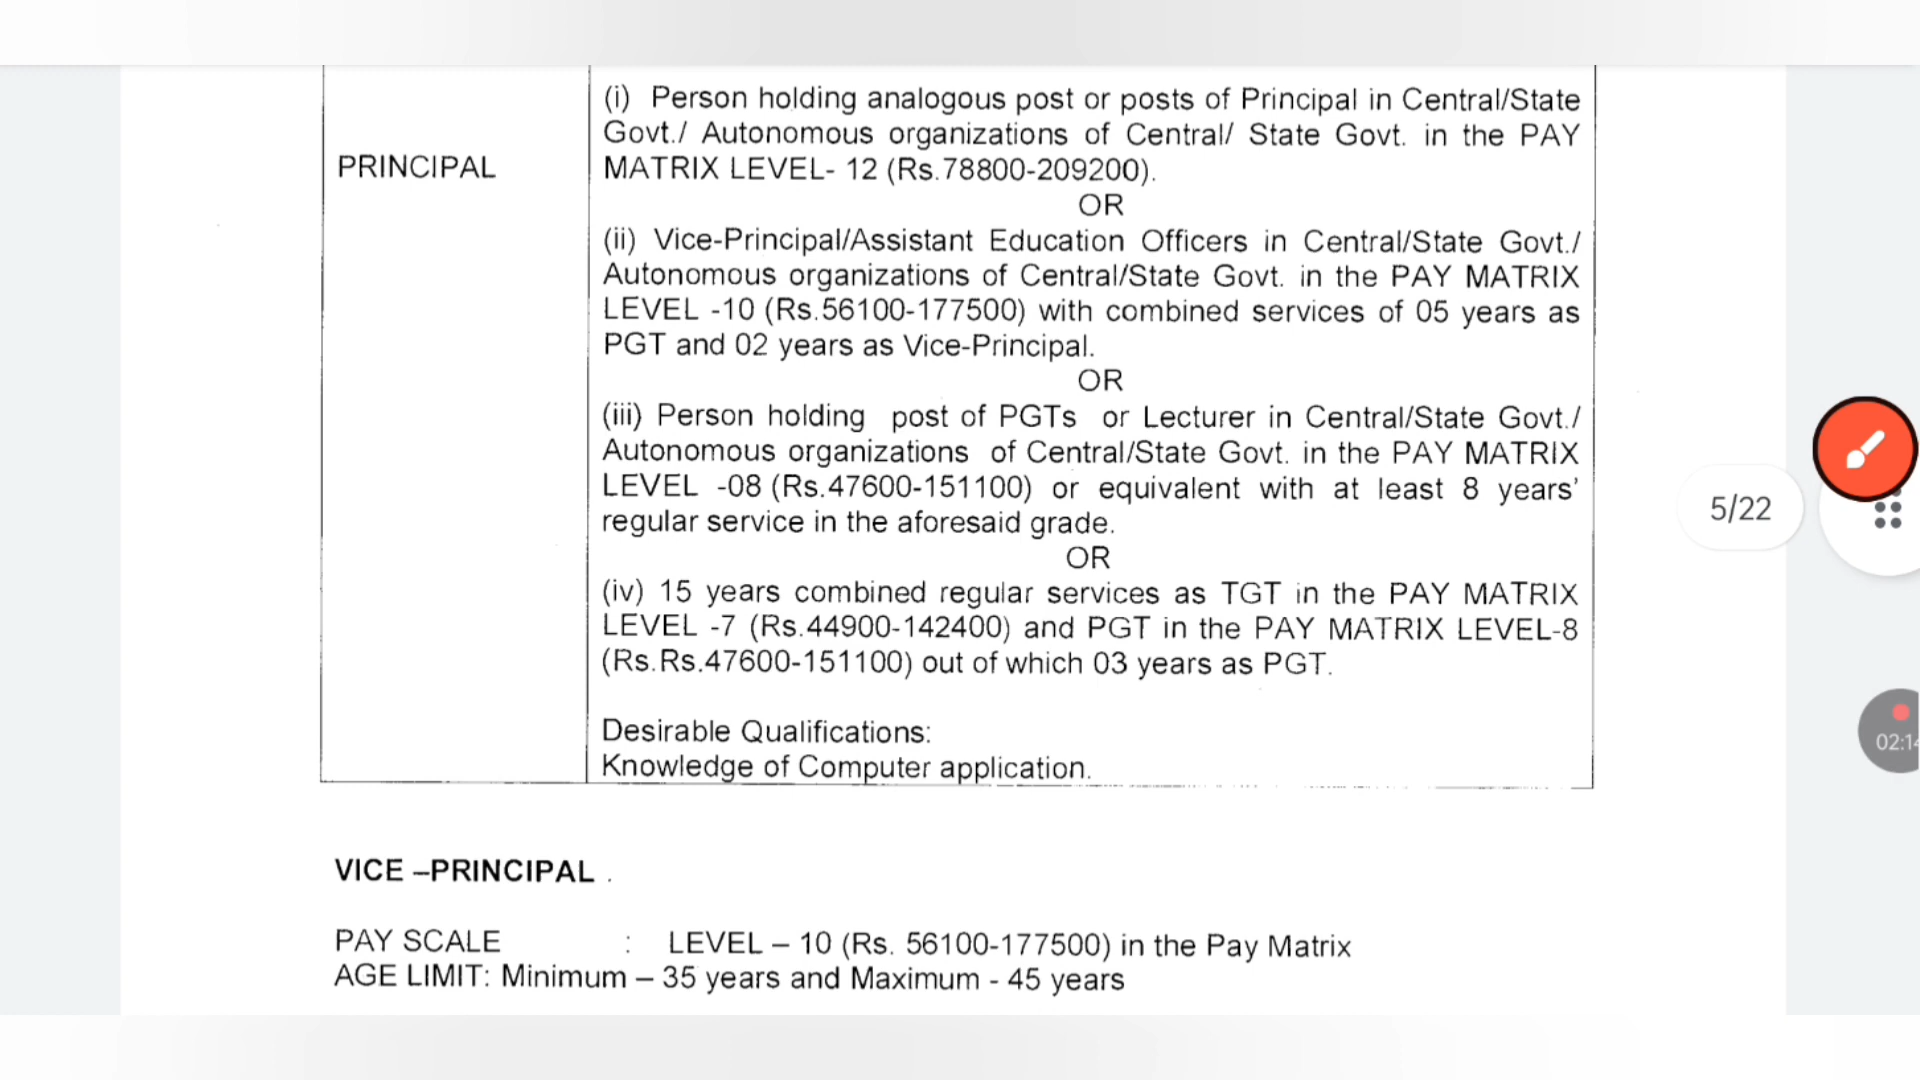 (i) Person holding analogous post or posts of Principal in Central/State
Govt./ Autonomous organizations of Central/ State Govt. in the PAY
PRINCIPAL
MATRIX LEVEL- 12 (Rs.78800-209200).
OR
(ii) Vice-Principal/Assistant Education Officers in Central/State Govt./
Autonomous organizations of Central/State Govt. in the PAY MATRIX
LEVEL -10 (Rs.56100-177500) with combined services of 05 years as
PGT and 02 years as Vice-Principal.
OR
(iii) Person holding post of PGTs or Lecturer in Central/State Govt./
Autonomous organizations of Central/State Govt. in the PAY MATRIX
LEVEL -08 (Rs.47600-151100) or equivalent with at least 8 years'
regular service in the aforesaid grade.
OR
(iv) 15 years combined regular services as TGT in the PAY MATRIX
LEVEL -7 (Rs.44900-142400) and PGT in the PAY MATRIX LEVEL-8
(Rs.Rs.47600-151100) out of which 03 years as PGT.
Desirable Qualifications:
Knowledge of Computer application.
VICE –PRINCIPAL .
PAY SCALE : LEVEL – 10 (Rs. 56100-177500) in the Pay Matrix
AGE LIMIT: Minimum – 35 years and Maximum - 45 years
5/22